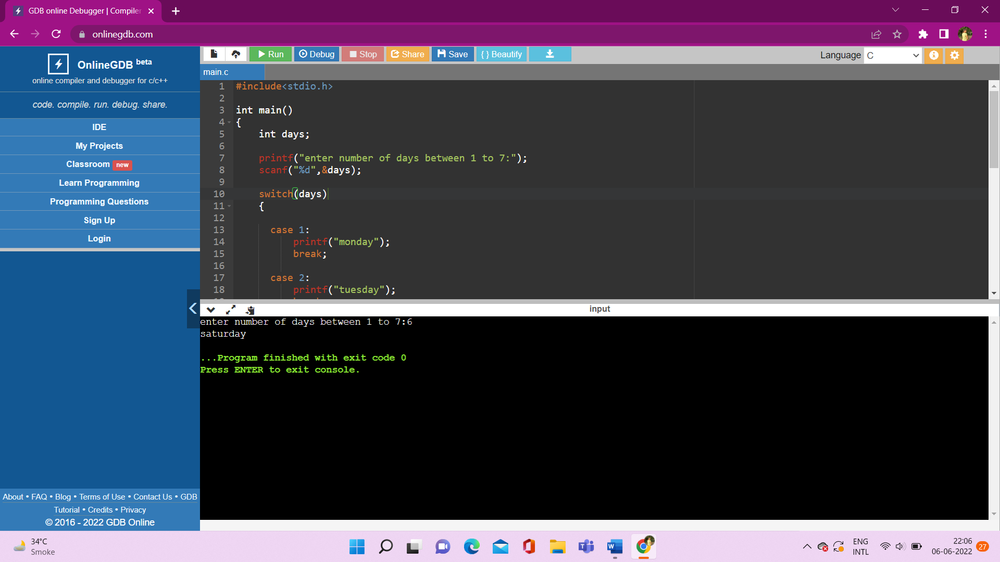 GDB online Debugger | Compiler
onlinegdb.com
OnlineGDB beta
online compiler and debugger for c/c++
code. compile. run. debug. share.
IDE
My Projects
Classroom new
Learn Programming
Programming Questions
Sign Up
Login
About • FAQ • Blog • Terms of Use • Contact Us • GDB
Tutorial • Credits • Privacy
© 2016 - 2022 GDB Online
Run Debug Stop Share Save { } Beautify
Language C
main.c
1 #include<stdio.h>
2
3 int main()
4 {
5     int days;
6
7     printf("enter number of days between 1 to 7:");
8     scanf("%d",&days);
9
10     switch(days)
11     {
12
13       case 1:
14           printf("monday");
15           break;
16
17       case 2:
18           printf("tuesday");
input
enter number of days between 1 to 7:6
saturday
...Program finished with exit code 0
Press ENTER to exit console.
34°C
Smoke
ENG
INTL
22:06
06-06-2022
27